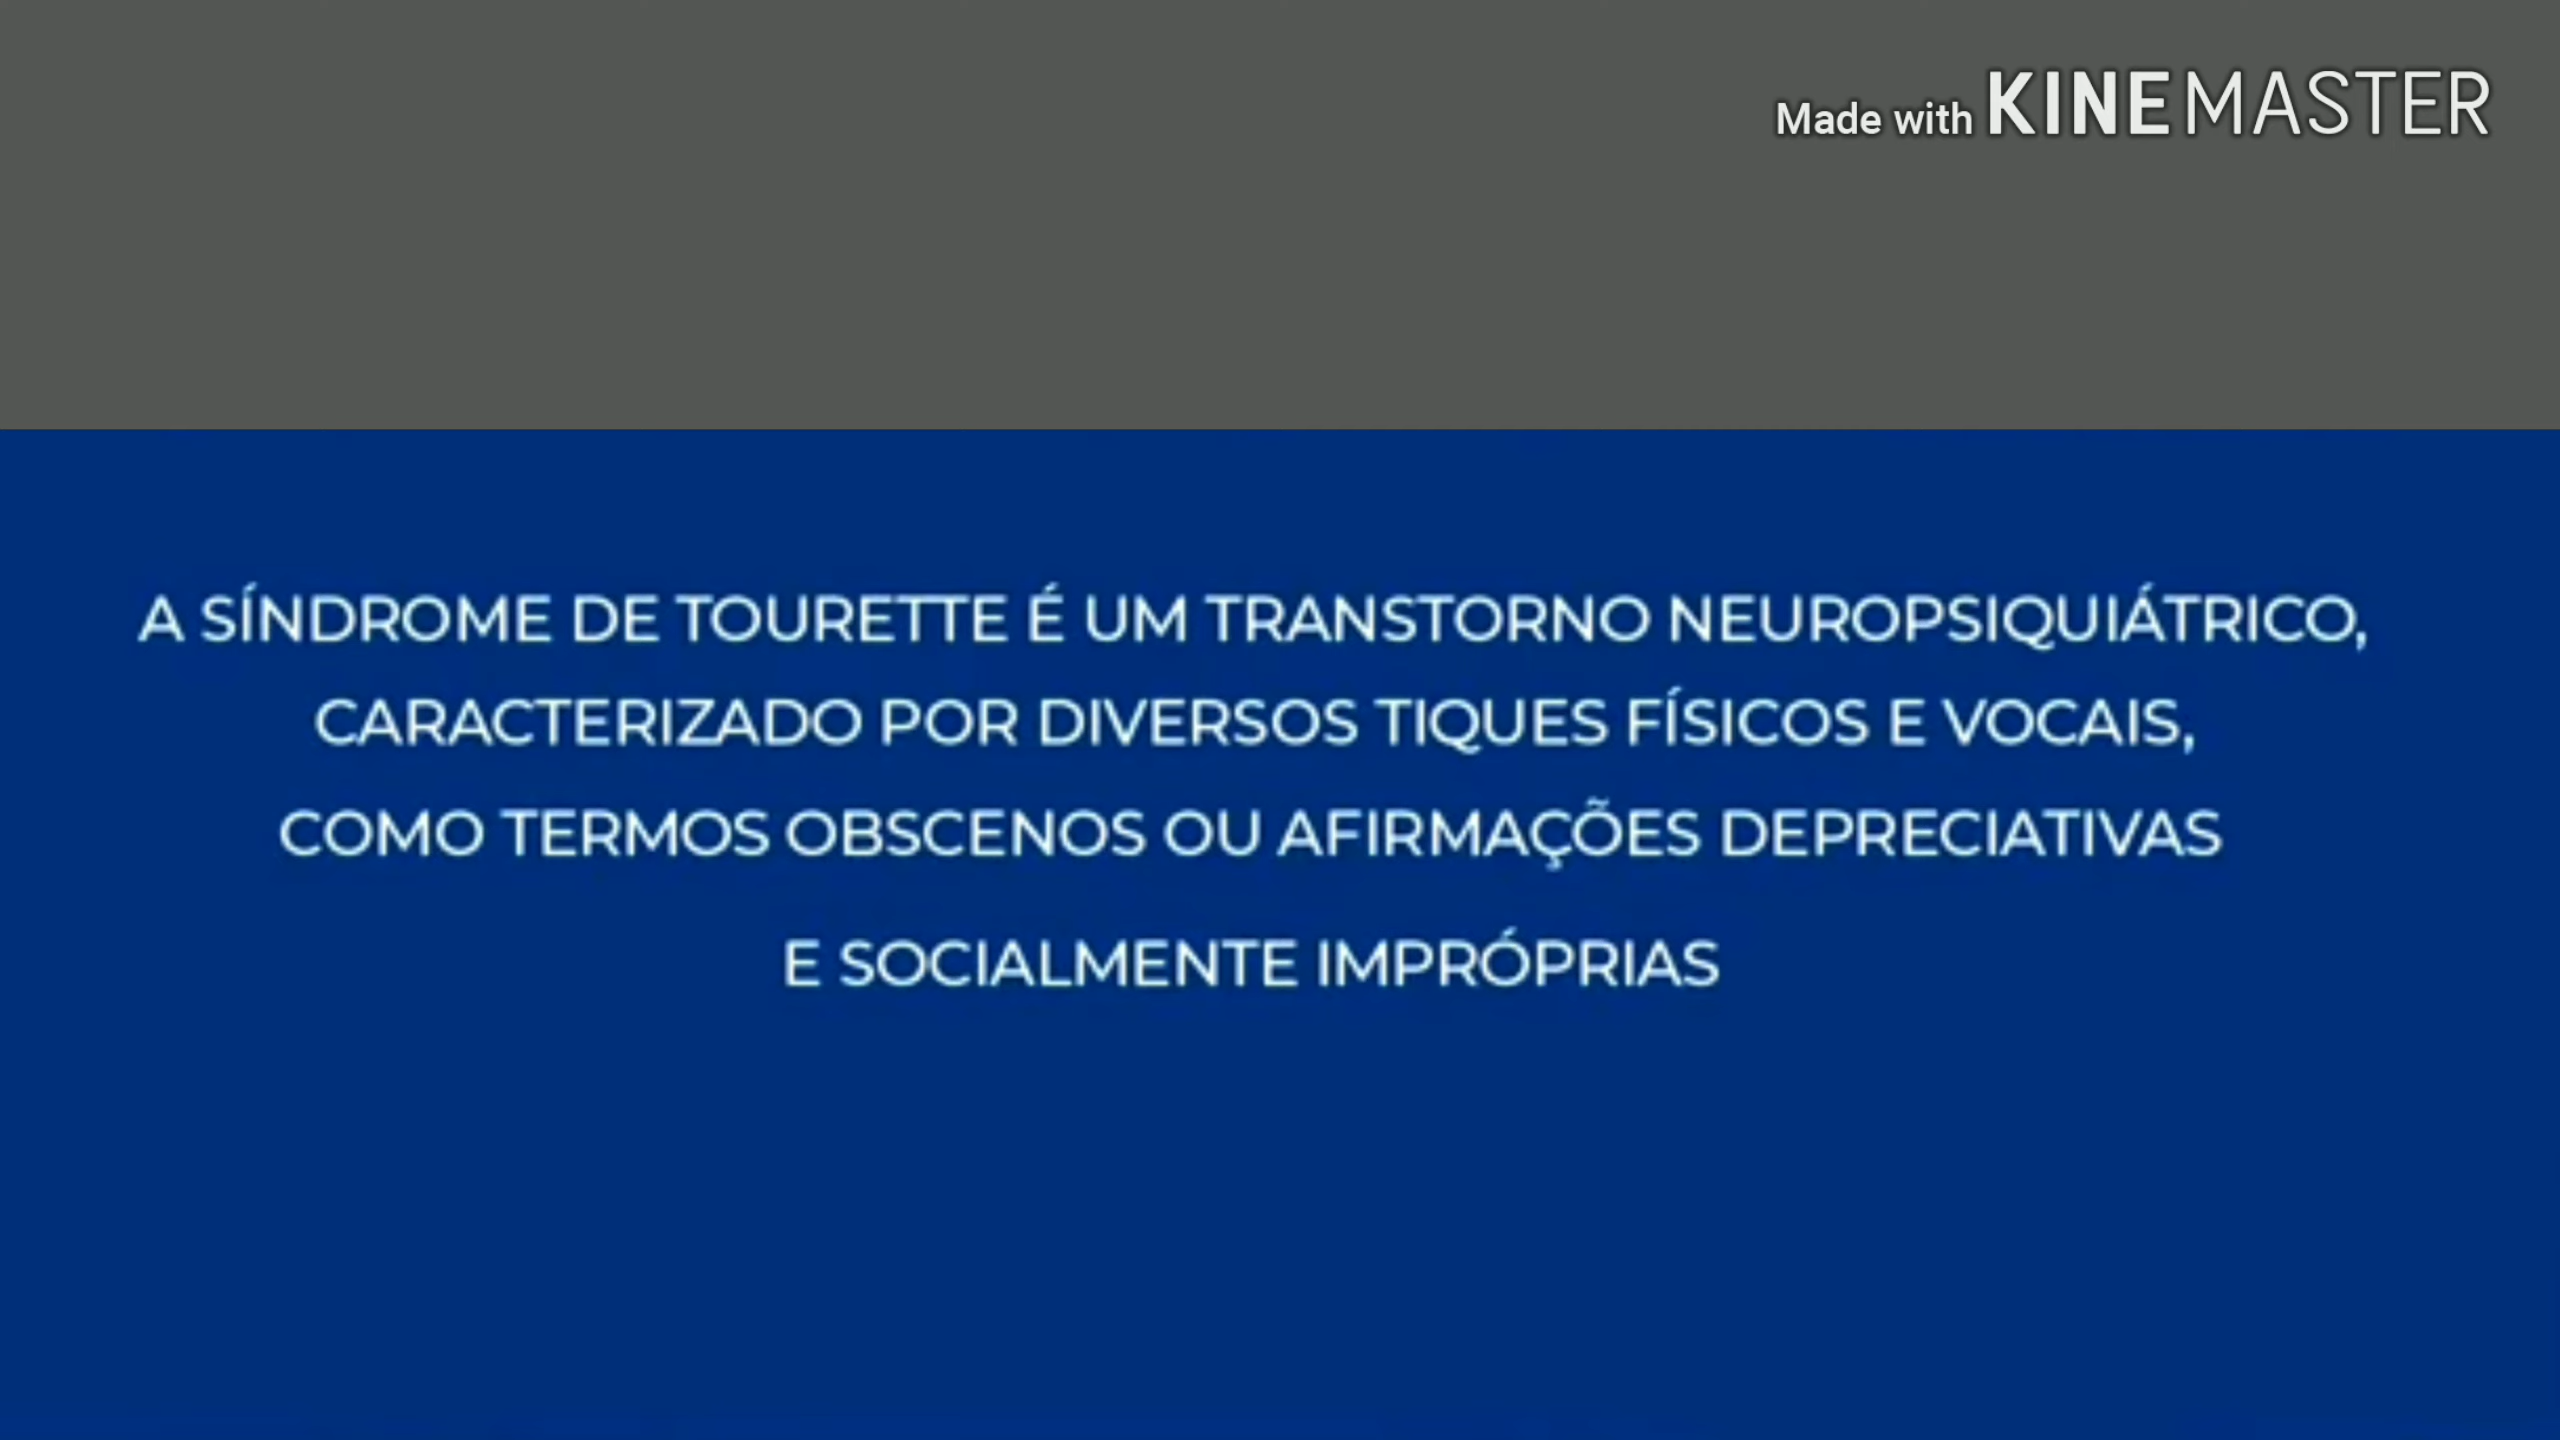 Made with KINEMASTER
A SÍNDROME DE TOURETTE É UM TRANSTORNO NEUROPSIQUIÁTRICO,
CARACTERIZADO POR DIVERSOS TIQUES FÍSICOS E VOCAIS,
COMO TERMOS OBSCENOS OU AFIRMAÇÕES DEPRECIATIVAS
E SOCIALMENTE IMPRÓPRIAS